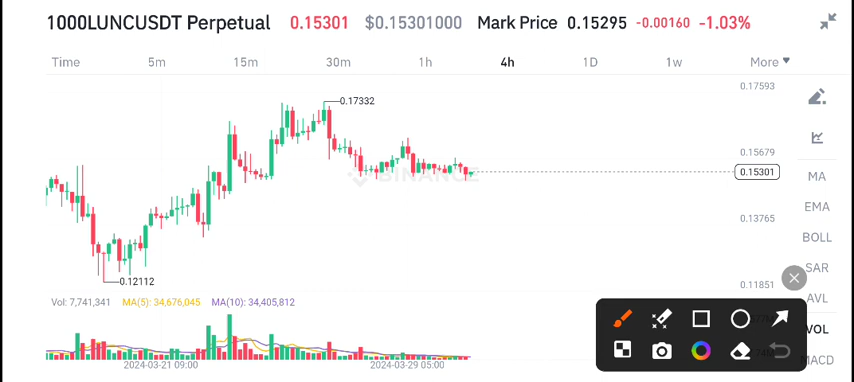 1000LUNCUSDT Perpetual 0.15301 $0.15301000 Mark Price 0.15295 -0.00160 -1.03%
Time 5m 15m 30m 1h 4h 1D 1w More
0.17593
0.17332
0.15679
BINANCE
0.15301
MA
EMA
0.13765
BOLL
SAR
0.12112
0.11851
AVL
Vol: 7,741,341 MA(5): 34,676,045 MA(10): 34,405,812
VOL
MACD
2024-03-21 09:00 2024-03-29 05:00